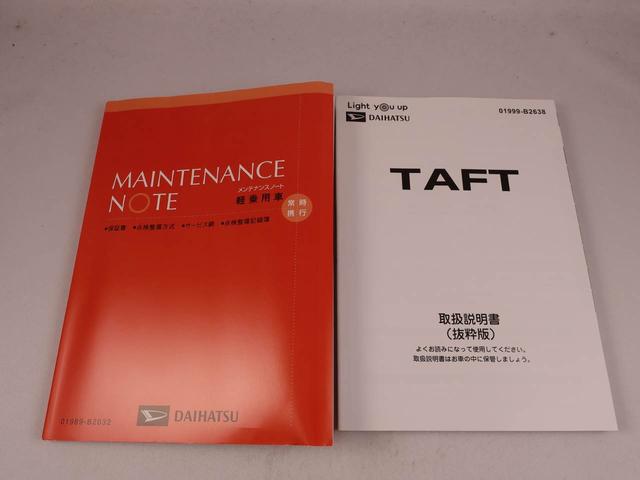 MAINTENANCE
NOTE
メンテナンスノート
軽乗用車
常時
携行
●保証書 ●点検整備方式 ●サービス網 ●点検整備記録簿
DAIHATSU
01989-B2032
Light you up
DAIHATSU
01999-B2638
TAFT
取扱説明書
(抜粋版)
よくお読みになって使用してください。
取扱説明書はお車の中に保管しましょう。